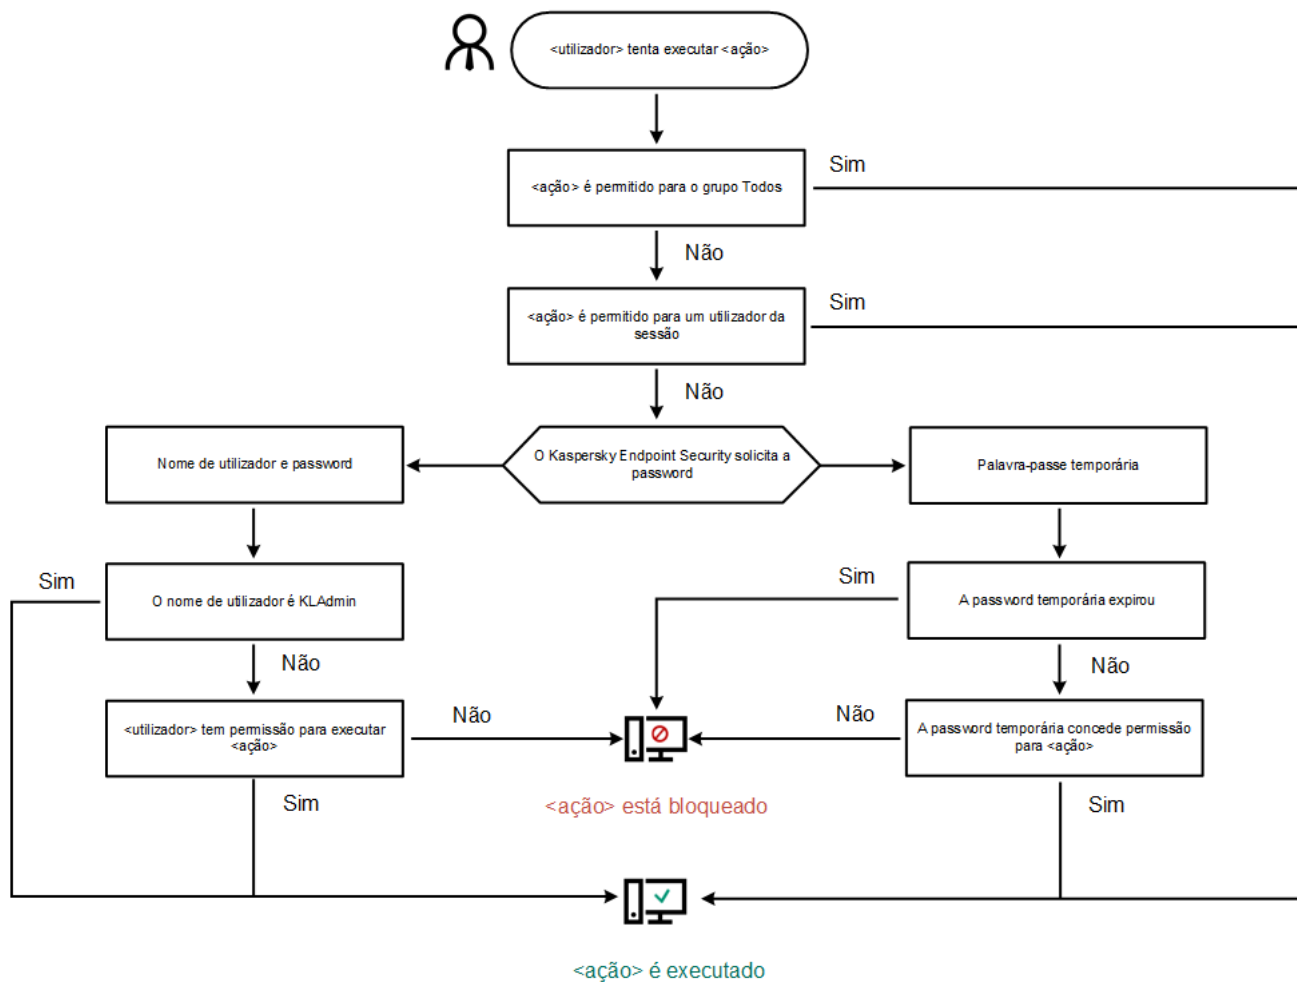 <utilizador> tenta executar <ação>
<ação> é permitido para o grupo Todos
Sim
Não
<ação> é permitido para um utilizador da
sessão
Sim
Não
Nome de utilizador e password
O Kaspersky Endpoint Security solicita a
password
Palavra-passe temporária
Sim
O nome de utilizador é KLAdmin
Sim
A password temporária expirou
Não
Não
<utilizador> tem permissão para executar
<ação>
Não
Não
A password temporária concede permissão
para <ação>
Sim
<ação> está bloqueado
Sim
<ação> é executado